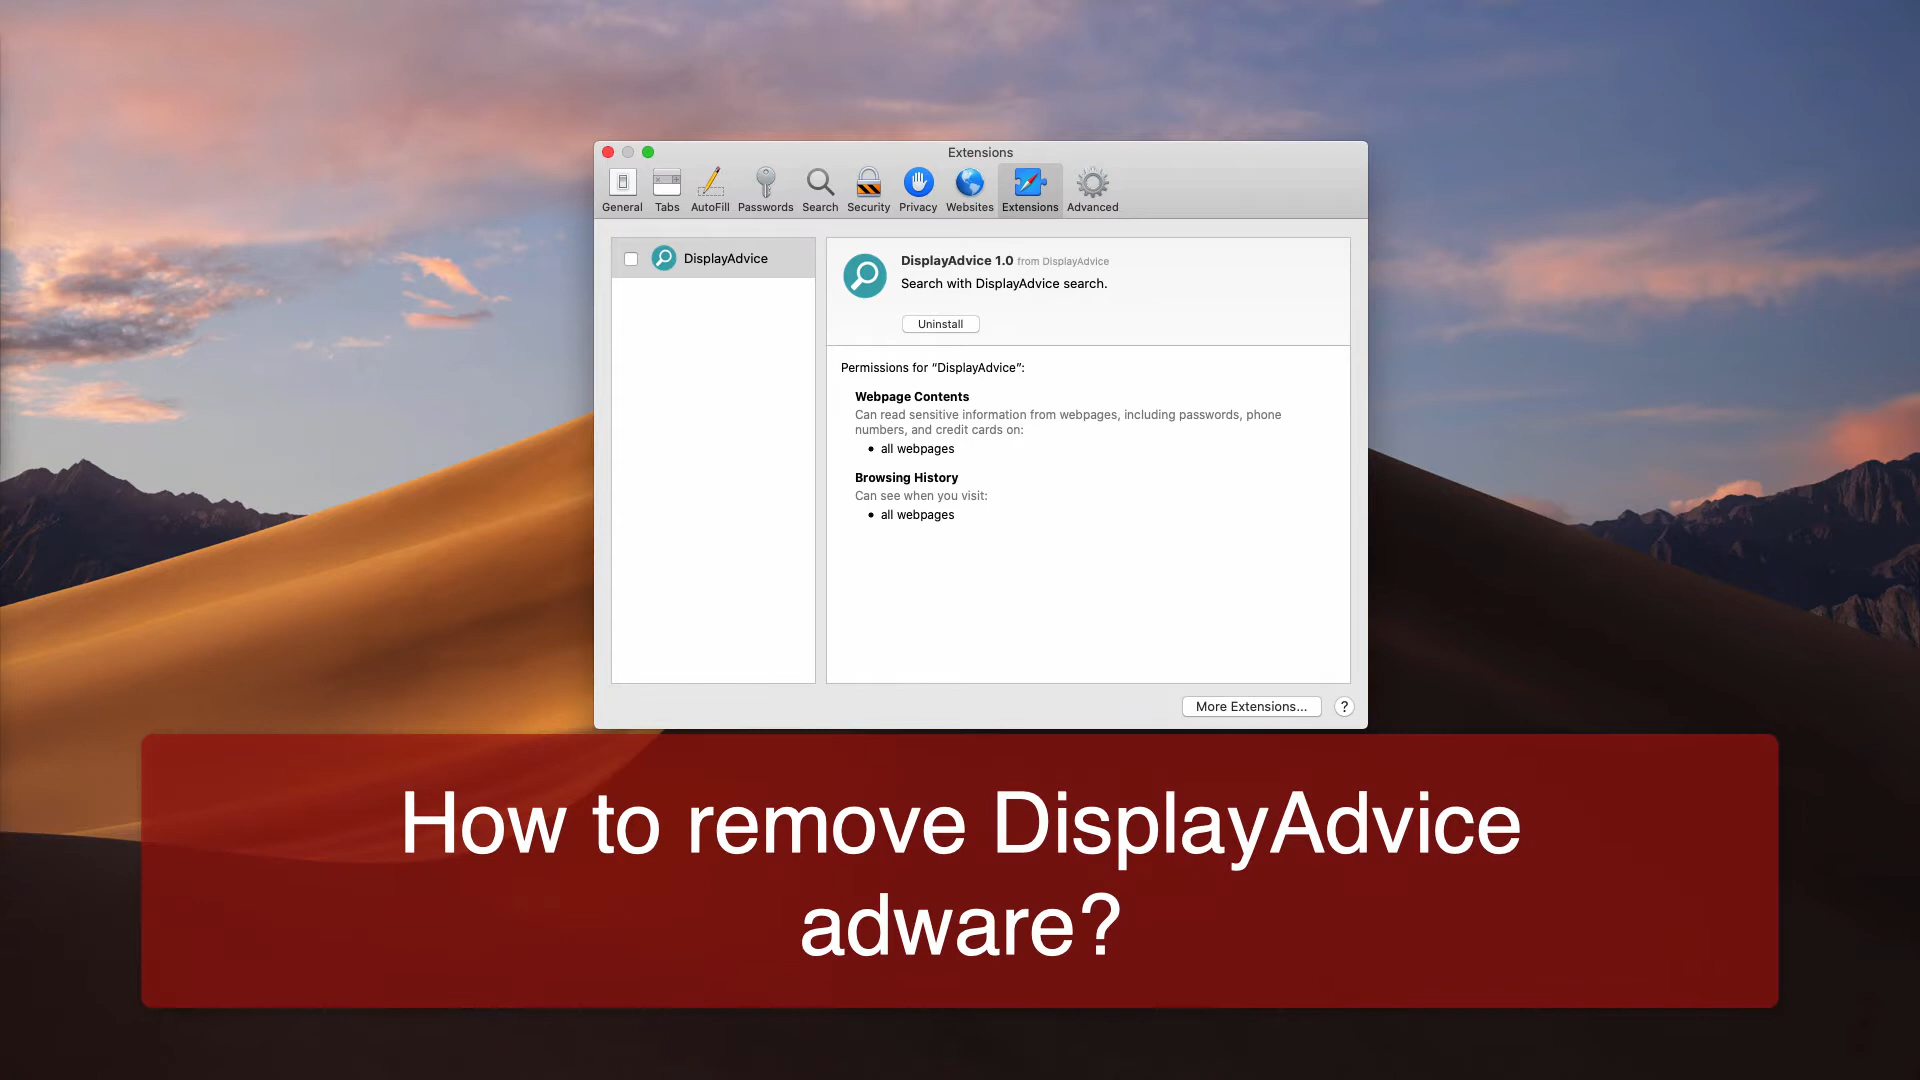 Extensions
General Tabs AutoFill Passwords Search Security Privacy Websites Extensions Advanced
DisplayAdvice
DisplayAdvice 1.0 from DisplayAdvice
Search with DisplayAdvice search.
Uninstall
Permissions for “DisplayAdvice”:
Webpage Contents
Can read sensitive information from webpages, including passwords, phone
numbers, and credit cards on:
• all webpages
Browsing History
Can see when you visit:
• all webpages
More Extensions... ?
How to remove DisplayAdvice
adware?